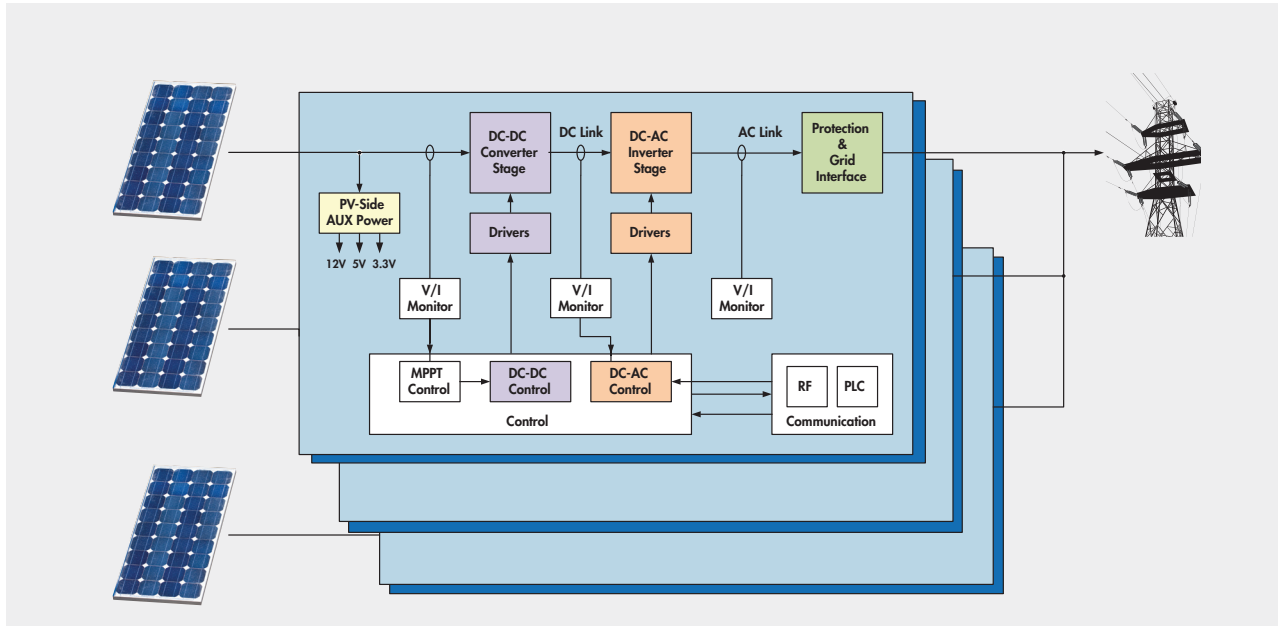 DC-DC
Converter
Stage
DC Link
DC-AC
Inverter
Stage
AC Link
Protection
&
Grid
Interface
PV-Side
AUX Power
12V 5V 3.3V
Drivers
Drivers
V/I
Monitor
V/I
Monitor
V/I
Monitor
MPPT
Control
DC-DC
Control
DC-AC
Control
Control
RF
PLC
Communication